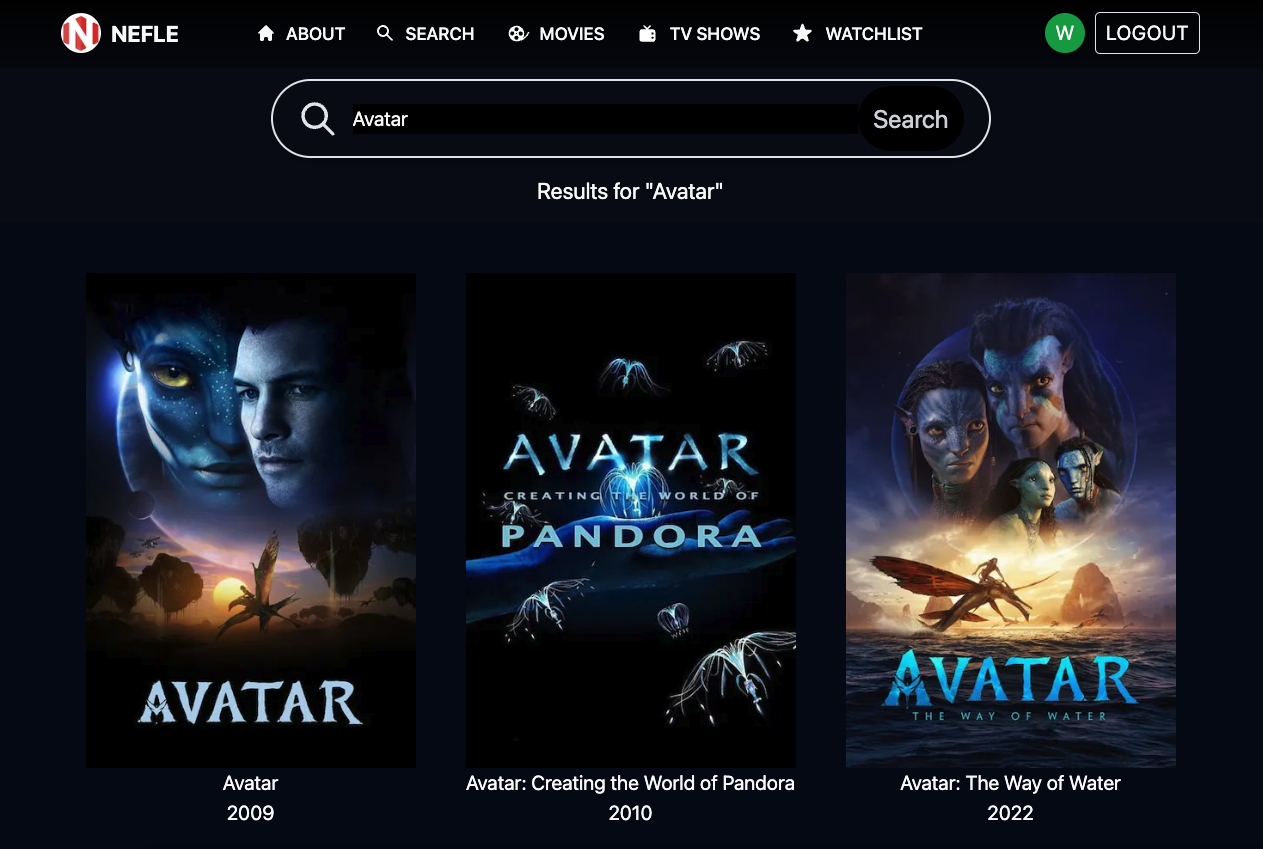 N NEFLE ABOUT SEARCH MOVIES TV SHOWS WATCHLIST W LOGOUT
Avatar Search
Results for "Avatar"
AVATAR
CREATING THE WORLD OF
PANDORA
AVATAR
AVATAR
THE WAY OF WATER
Avatar Avatar: Creating the World of Pandora Avatar: The Way of Water
2009 2010 2022